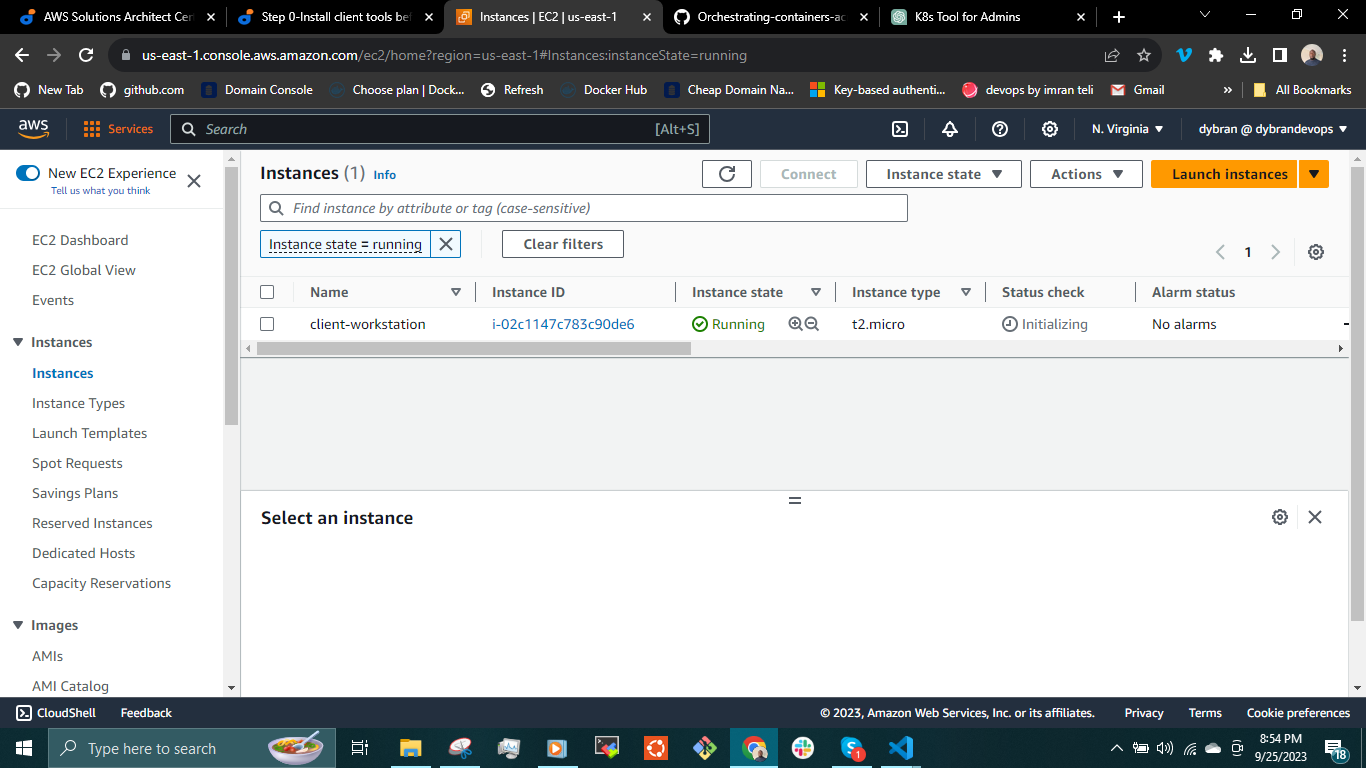 AWS Solutions Architect Cer
Step 0-Install client tools bef
Instances | EC2 | us-east-1
Orchestrating-containers-ac
K8s Tool for Admins
us-east-1.console.aws.amazon.com/ec2/home?region=us-east-1#Instances:instanceState=running
New Tab
github.com
Domain Console
Choose plan | Dock...
Refresh
Docker Hub
Cheap Domain Na...
Key-based authenti...
devops by imran teli
Gmail
»
All Bookmarks
aws
Services
Search
[Alt+S]
N. Virginia
dybran @ dybrandevops
New EC2 Experience
Tell us what you think
EC2 Dashboard
EC2 Global View
Events
Instances
Instances
Instance Types
Launch Templates
Spot Requests
Savings Plans
Reserved Instances
Dedicated Hosts
Capacity Reservations
Images
AMIs
AMI Catalog
Instances (1) Info
Connect
Instance state
Actions
Launch instances
Find instance by attribute or tag (case-sensitive)
Instance state = running
Clear filters
1
Name
Instance ID
Instance state
Instance type
Status check
Alarm status
client-workstation
i-02c1147c783c90de6
Running
t2.micro
Initializing
No alarms
Select an instance
CloudShell
Feedback
© 2023, Amazon Web Services, Inc. or its affiliates.
Privacy
Terms
Cookie preferences
Type here to search
1
8:54 PM
9/25/2023
18